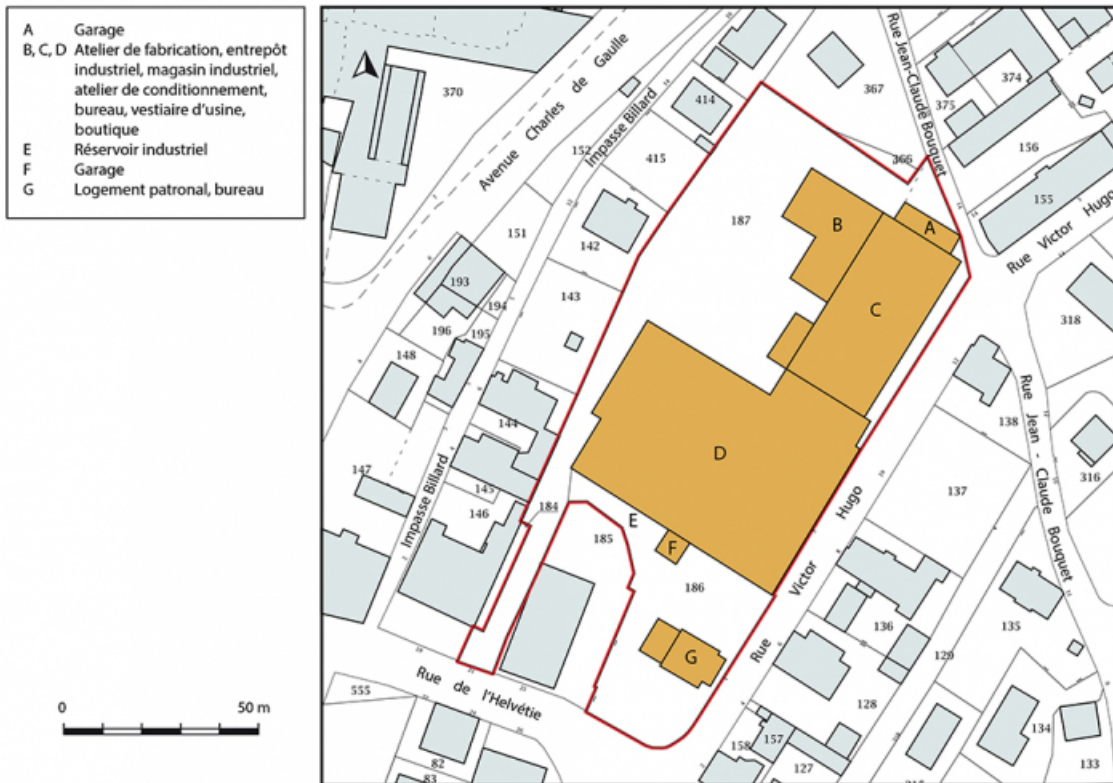 A Garage
B, C, D Atelier de fabrication, entrepôt
industriel, magasin industriel,
atelier de conditionnement,
bureau, vestiaire d'usine,
boutique
E Réservoir industriel
F Garage
G Logement patronal, bureau
0 50 m
370
Avenue Charles de Gaulle
Impasse Billard
152
414
415
367
366
Rue Jean-Claude Bouquet
375
374
156
155
Rue Victor Hugo
151
142
143
187
B
A
C
193
194
195
196
148
144
147
145
146
Impasse Billard
184
D
E
F
185
186
G
Rue Victor Hugo
318
138
Rue Jean - Claude Bouquet
316
137
136
135
129
128
134
133
158
157
127
Rue de l'Helvétie
555
82
83